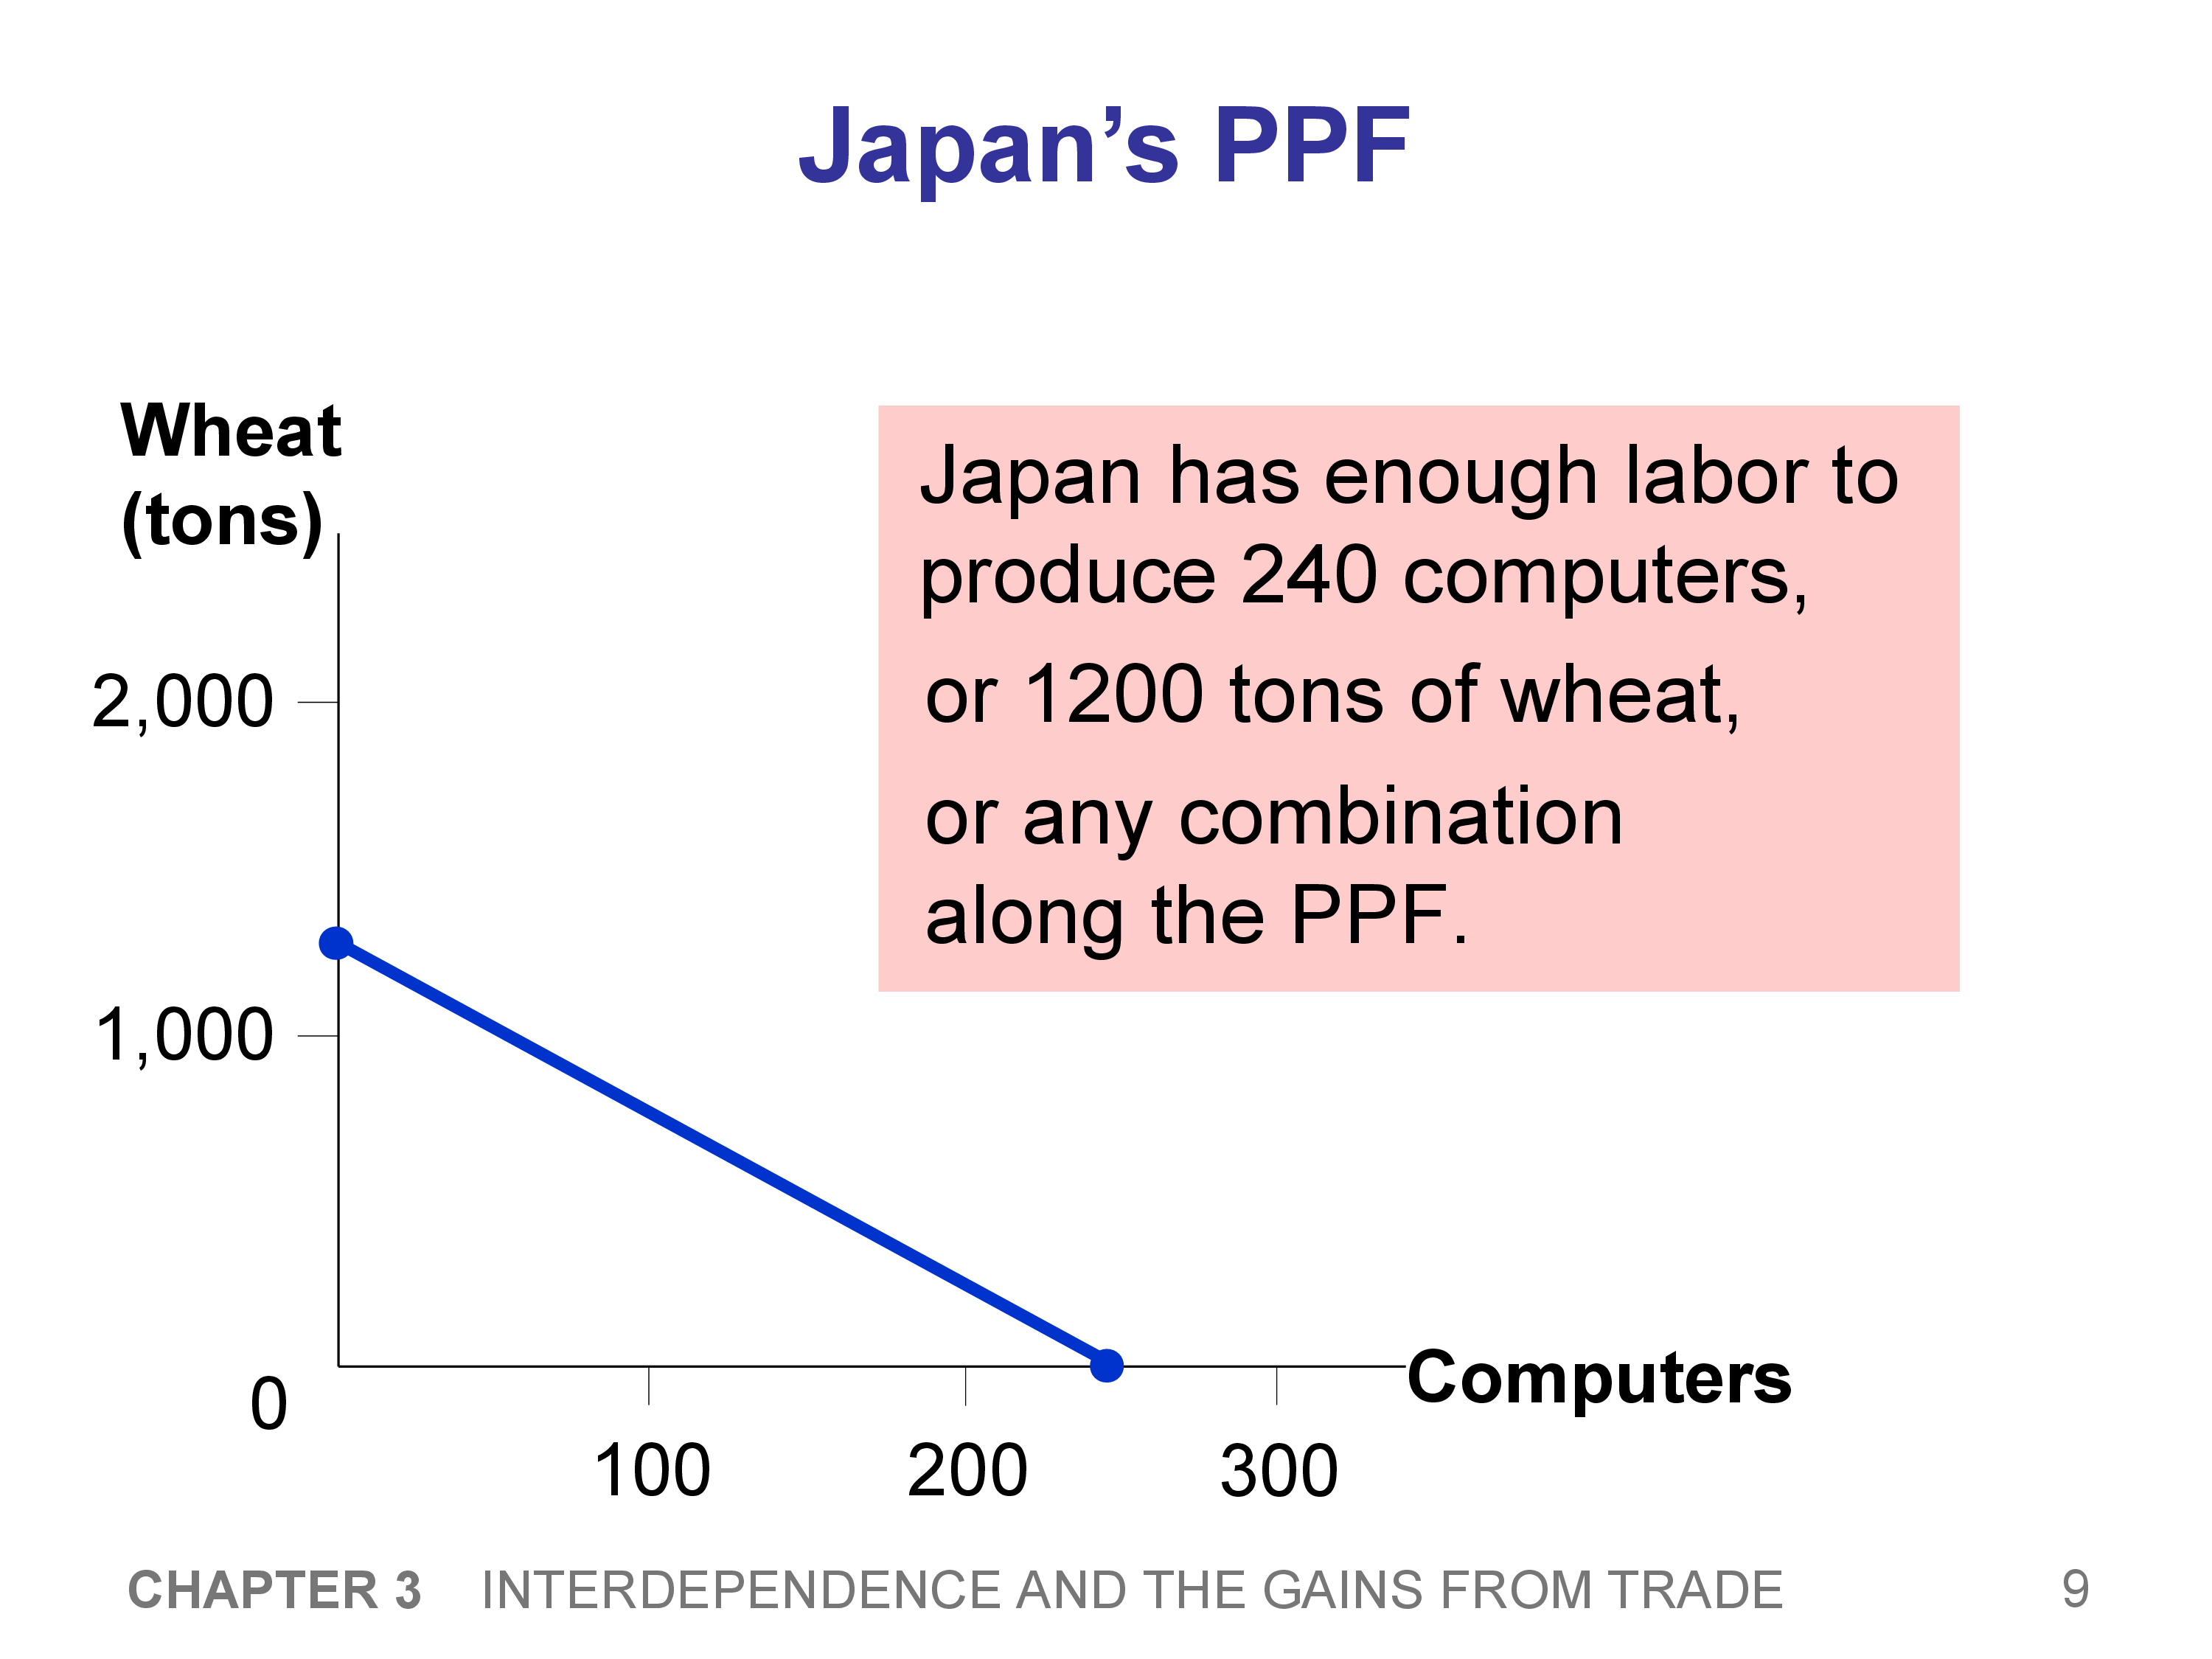 Japan’s PPF
Wheat
(tons)
Japan has enough labor to
produce 240 computers,
or 1200 tons of wheat,
or any combination
along the PPF.
2,000
1,000
0
Computers
100 200 300
CHAPTER 3 INTERDEPENDENCE AND THE GAINS FROM TRADE 9